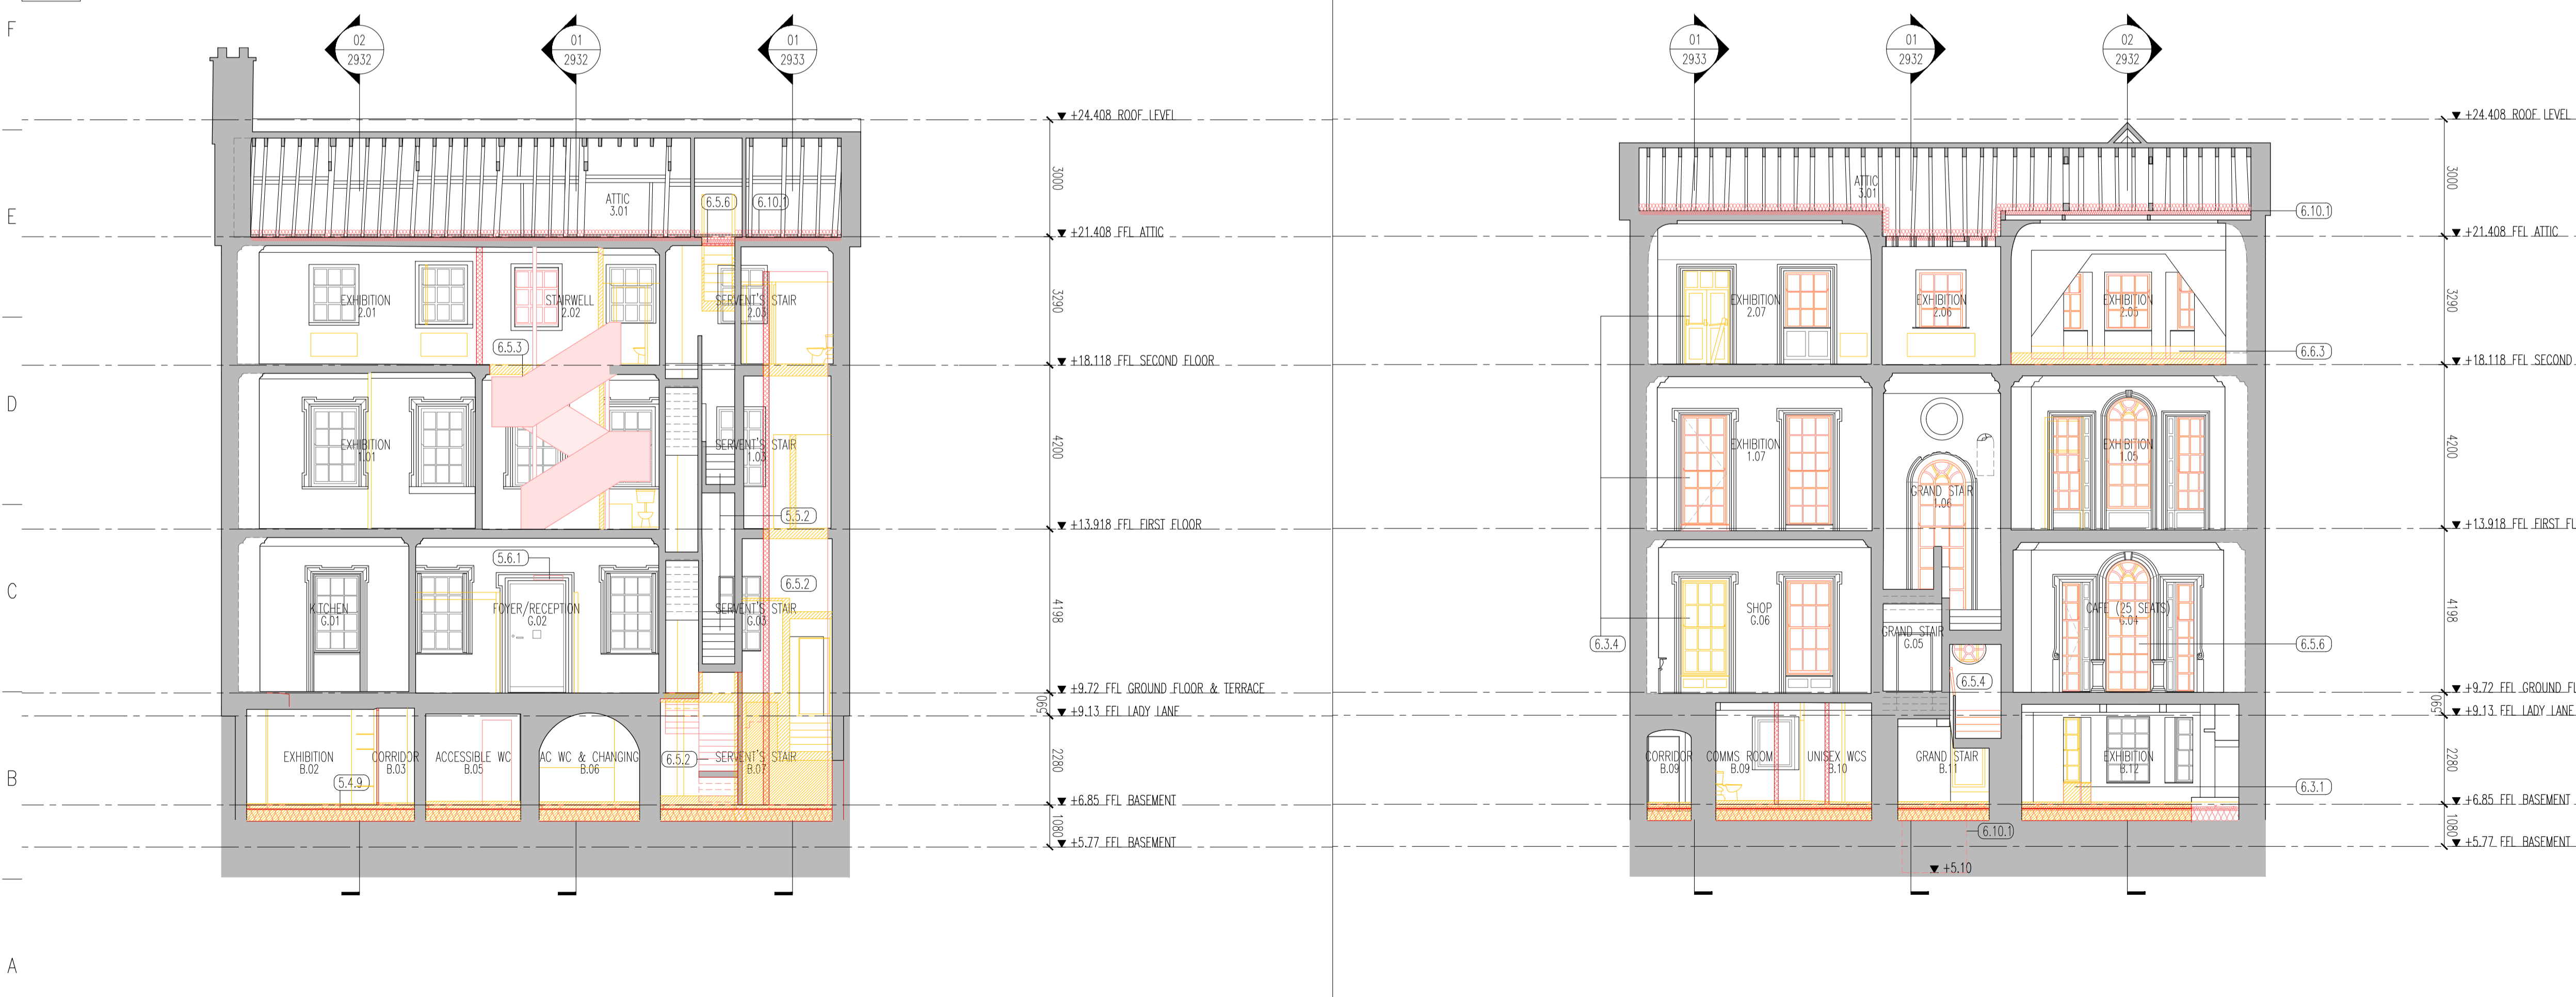 F
E
D
C
B
A
02
2932
01
2932
01
2933
+24.408 ROOF LEVEL
3000
ATTIC
3.01
6.5.6
6.10.1
+21.408 FFL ATTIC
3290
EXHIBITION
2.01
STAIRWELL
2.02
SERVENT'S STAIR
2.03
6.5.3
+18.118 FFL SECOND FLOOR
4200
EXHIBITION
1.01
SERVENT'S STAIR
1.03
5.5.2
+13.918 FFL FIRST FLOOR
4198
5.6.1
6.5.2
KITCHEN
G.01
FOYER/RECEPTION
G.02
SERVENT'S STAIR
G.03
+9.72 FFL GROUND FLOOR & TERRACE
590
+9.13 FFL LADY LANE
2280
EXHIBITION
B.02
CORRIDOR
B.03
ACCESSIBLE WC
B.05
AC WC & CHANGING
B.06
SERVENT'S STAIR
B.07
6.5.2
5.4.9
+6.85 FFL BASEMENT
1080
+5.77 FFL BASEMENT
01
2933
01
2932
02
2932
+24.408 ROOF LEVEL
3000
ATTIC
3.01
6.10.1
+21.408 FFL ATTIC
3290
EXHIBITION
2.07
EXHIBITION
2.06
EXHIBITION
2.05
6.6.3
+18.118 FFL SECOND
4200
EXHIBITION
1.07
GRAND STAIR
1.06
EXHIBITION
1.05
+13.918 FFL FIRST FL
4198
SHOP
G.06
GRAND STAIR
G.05
CAFE (25 SEATS)
G.04
6.3.4
6.5.6
6.5.4
+9.72 FFL GROUND FL
590
+9.13 FFL LADY LANE
2280
CORRIDOR
B.09
COMMS ROOM
B.09
UNISEX WCS
B.10
GRAND STAIR
B.11
EXHIBITION
B.12
6.3.1
+6.85 FFL BASEMENT
1080
6.10.1
+5.77 FFL BASEMENT
+5.10